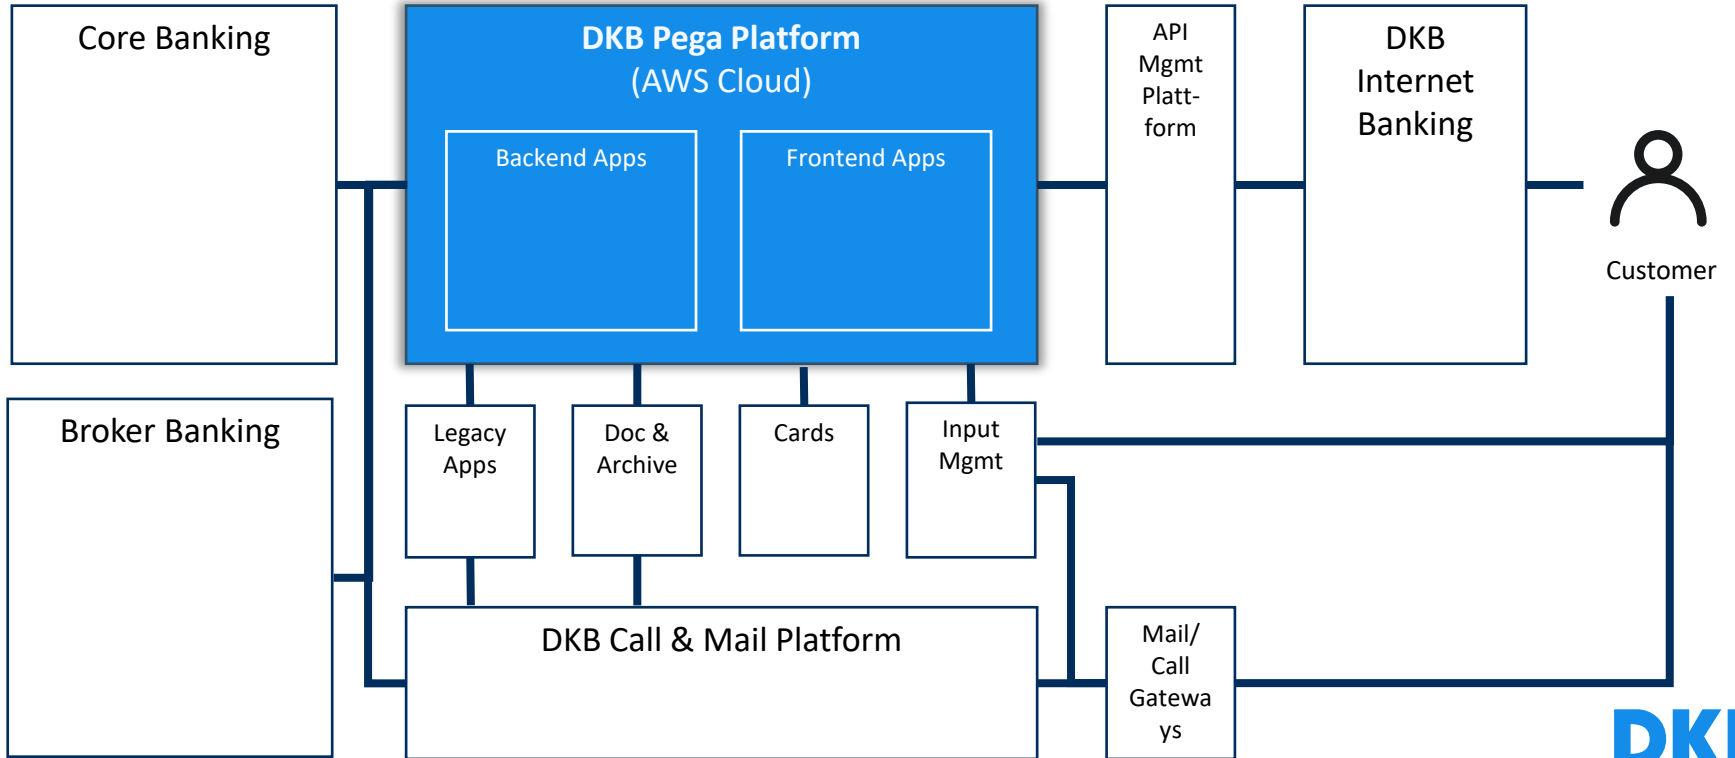 Core Banking
DKB Pega Platform
(AWS Cloud)
Backend Apps
Frontend Apps
API
Mgmt
Platt-
form
DKB
Internet
Banking
Customer
Broker Banking
Legacy
Apps
Doc &
Archive
Cards
Input
Mgmt
DKB Call & Mail Platform
Mail/
Call
Gatewa
ys